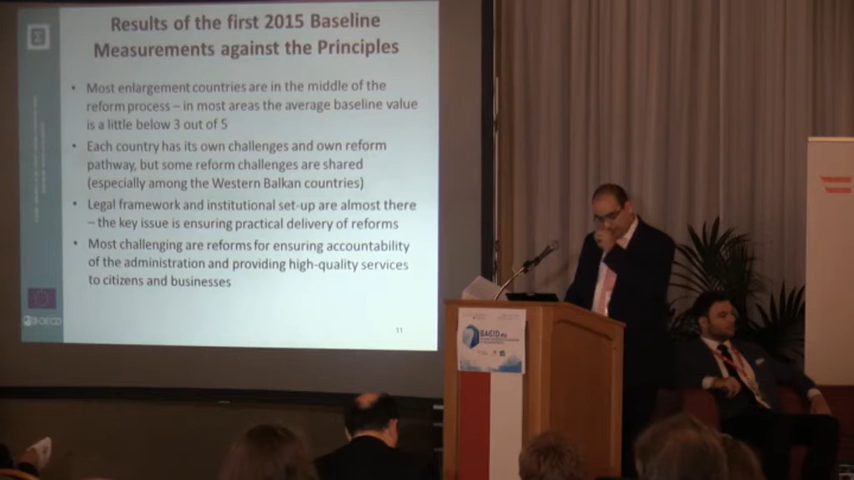 Results of the first 2015 Baseline
Measurements against the Principles
• Most enlargement countries are in the middle of the
reform process – in most areas the average baseline value
is a little below 3 out of 5
• Each country has its own challenges and own reform
pathway, but some reform challenges are shared
(especially among the Western Balkan countries)
• Legal framework and institutional set-up are almost there
– the key issue is ensuring practical delivery of reforms
• Most challenging are reforms for ensuring accountability
of the administration and providing high-quality services
to citizens and businesses
OECD
11
BACID